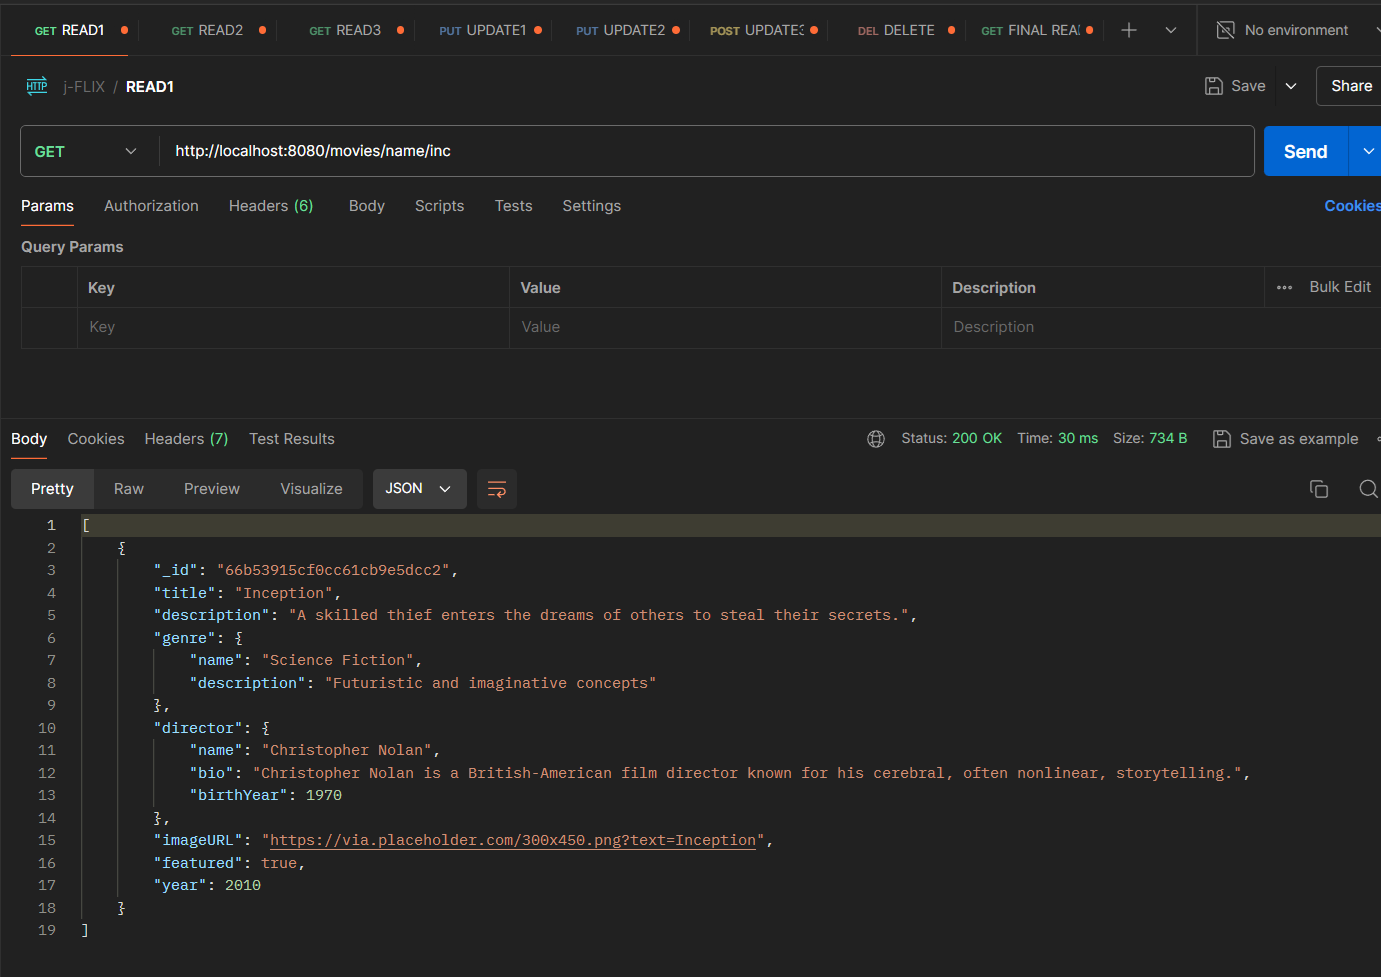 GET READ1 GET READ2 GET READ3 PUT UPDATE1 PUT UPDATE2 POST UPDATE3 DEL DELETE GET FINAL REA No environment
HTTP j-FLIX / READ1 Save Share
GET http://localhost:8080/movies/name/inc Send
Params Authorization Headers (6) Body Scripts Tests Settings Cookies
Query Params
Key Value Description Bulk Edit
Key Value Description
Body Cookies Headers (7) Test Results Status: 200 OK Time: 30 ms Size: 734 B Save as example
Pretty Raw Preview Visualize JSON
1 [
2 {
3 "_id": "66b53915cf0cc61cb9e5dcc2",
4 "title": "Inception",
5 "description": "A skilled thief enters the dreams of others to steal their secrets.",
6 "genre": {
7 "name": "Science Fiction",
8 "description": "Futuristic and imaginative concepts"
9 },
10 "director": {
11 "name": "Christopher Nolan",
12 "bio": "Christopher Nolan is a British-American film director known for his cerebral, often nonlinear, storytelling.",
13 "birthYear": 1970
14 },
15 "imageURL": "https://via.placeholder.com/300x450.png?text=Inception",
16 "featured": true,
17 "year": 2010
18 }
19 ]